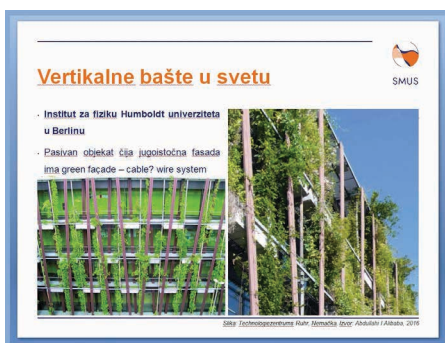 SMUS
Vertikalne bašte u svetu
· Institut za fiziku Humboldt univerziteta
u Berlinu
· Pasivan objekat čija jugoistočna fasada
ima green façade – cable? wire system
Slika: Technologezentrums Ruhr, Nemačka, Izvor: Abdullahi I Alibaba, 2016